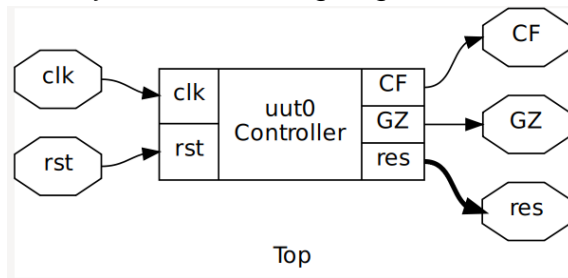 clk
rst
clk
rst
uut0
Controller
CF
GZ
res
CF
GZ
res
Top